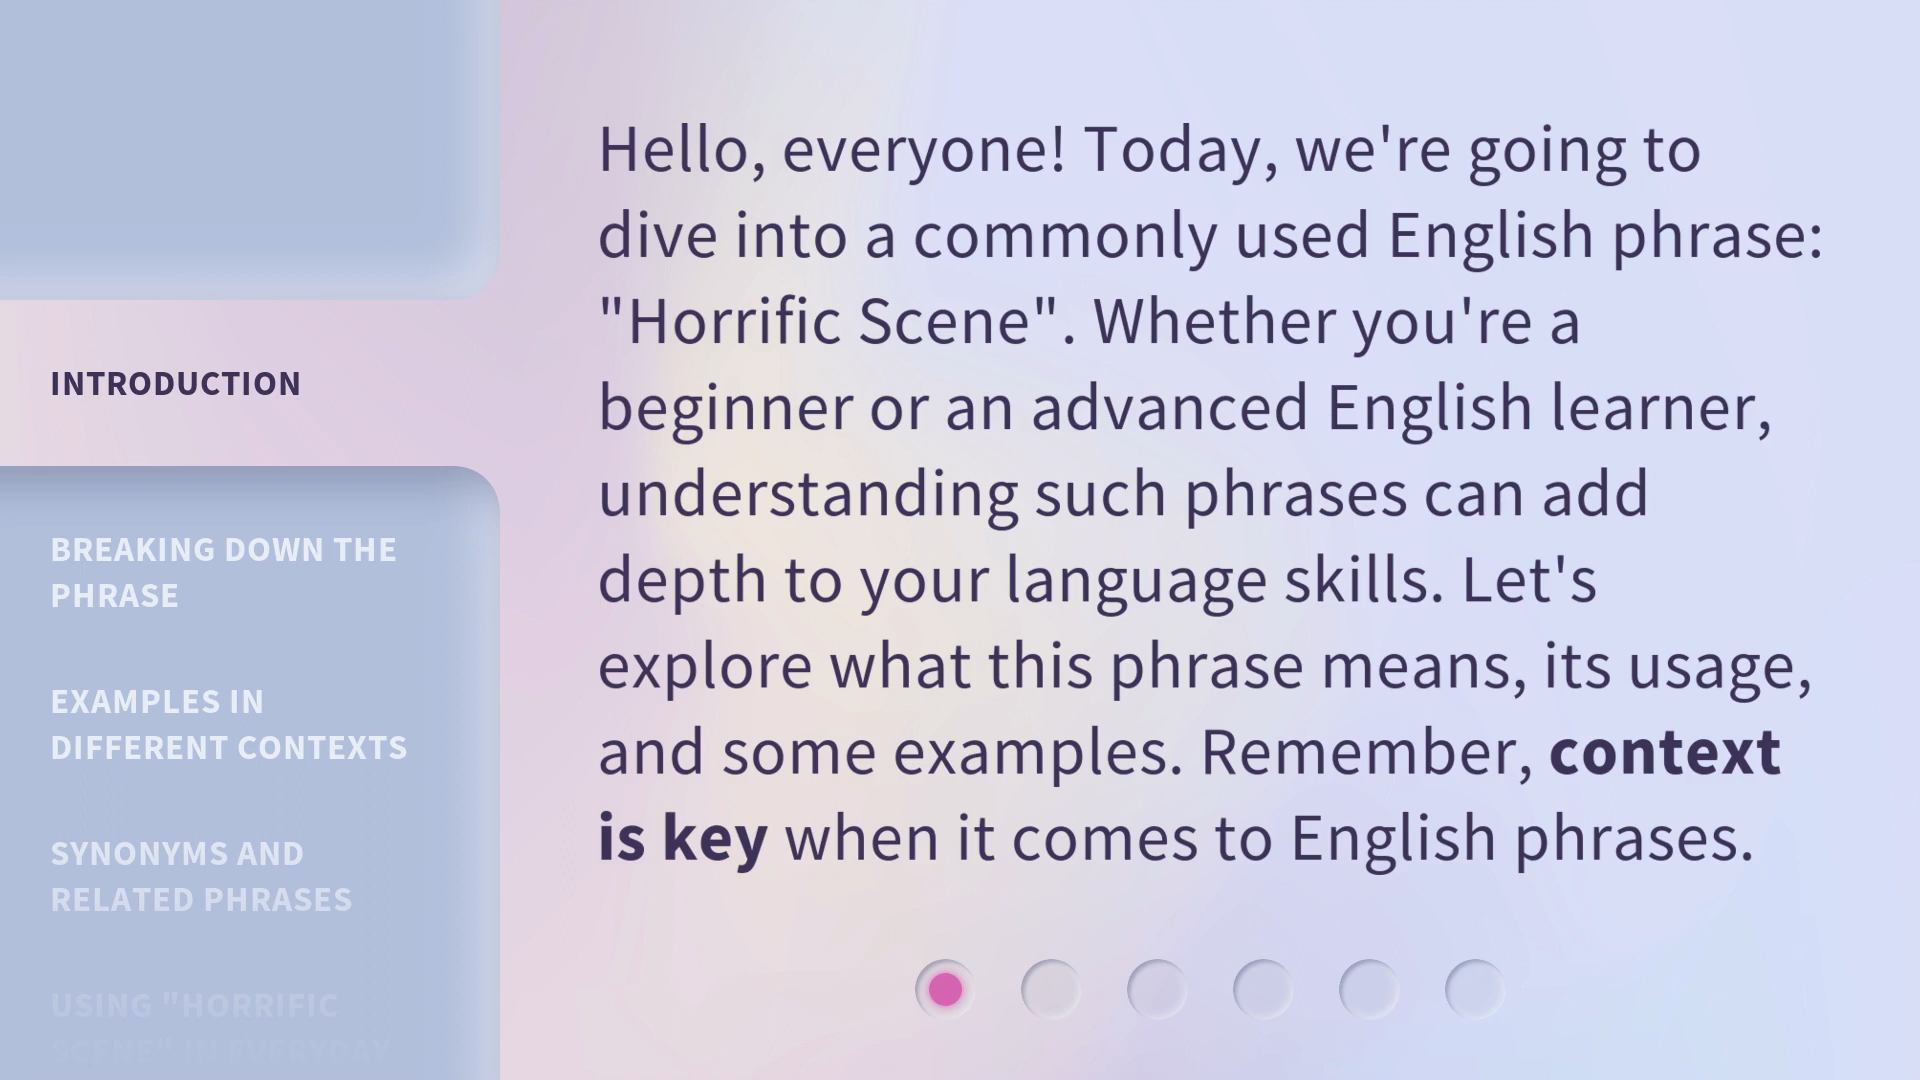 INTRODUCTION
BREAKING DOWN THE
PHRASE
EXAMPLES IN
DIFFERENT CONTEXTS
SYNONYMS AND
RELATED PHRASES
USING "HORRIFIC
SCENE" IN EVERYDAY
Hello, everyone! Today, we're going to
dive into a commonly used English phrase:
"Horrific Scene". Whether you're a
beginner or an advanced English learner,
understanding such phrases can add
depth to your language skills. Let's
explore what this phrase means, its usage,
and some examples. Remember, context
is key when it comes to English phrases.